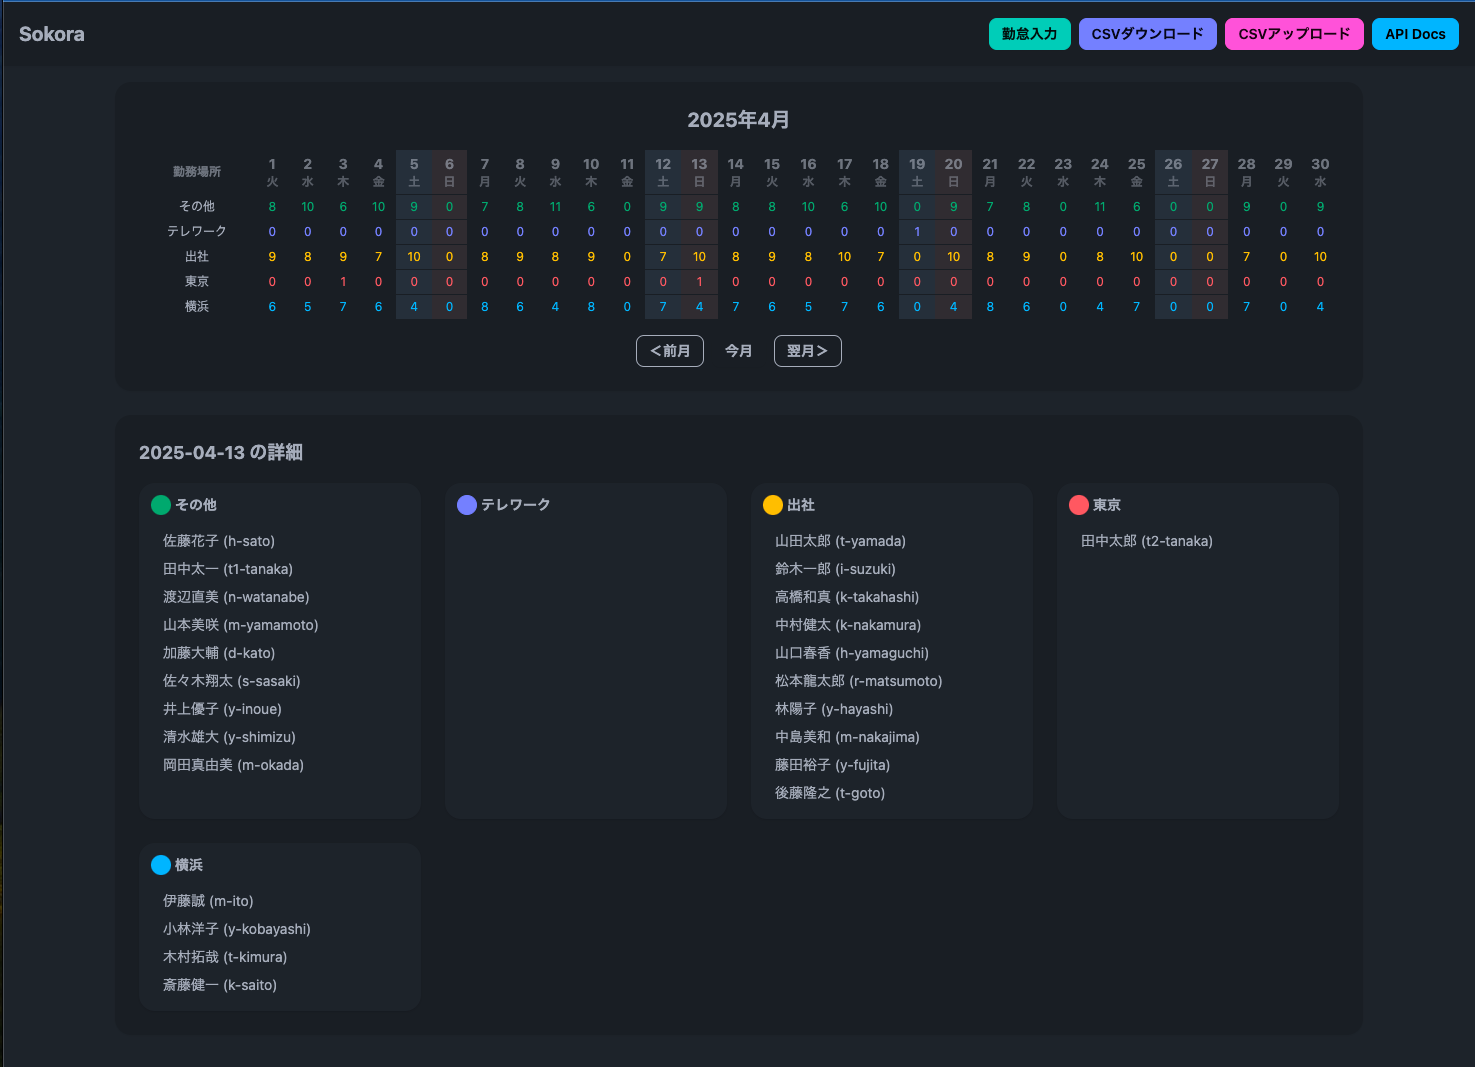 Sokora 勤怠入力 CSVダウンロード CSVアップロード API Docs
2025年4月
勤務場所 1 2 3 4 5 6 7 8 9 10 11 12 13 14 15 16 17 18 19 20 21 22 23 24 25 26 27 28 29 30
火 水 木 金 土 日 月 火 水 木 金 土 日 月 火 水 木 金 土 日 月 火 水 木 金 土 日 月 火 水
その他 8 10 6 10 9 0 7 8 11 6 0 9 9 8 8 10 6 10 0 9 7 8 0 11 6 0 0 9 0 9
テレワーク 0 0 0 0 0 0 0 0 0 0 0 0 0 0 0 0 0 0 1 0 0 0 0 0 0 0 0 0 0 0
出社 9 8 9 7 10 0 8 9 8 9 0 7 10 8 9 8 10 7 0 10 8 9 0 8 10 0 0 7 0 10
東京 0 0 1 0 0 0 0 0 0 0 0 0 1 0 0 0 0 0 0 0 0 0 0 0 0 0 0 0 0 0
横浜 6 5 7 6 4 0 8 6 4 8 0 7 4 7 6 5 7 6 0 4 8 6 0 4 7 0 0 7 0 4
<前月 今月 翌月>
2025-04-13 の詳細
その他
佐藤花子 (h-sato)
田中太一 (t1-tanaka)
渡辺直美 (n-watanabe)
山本美咲 (m-yamamoto)
加藤大輔 (d-kato)
佐々木翔太 (s-sasaki)
井上優子 (y-inoue)
清水雄大 (y-shimizu)
岡田真由美 (m-okada)
テレワーク
出社
山田太郎 (t-yamada)
鈴木一郎 (i-suzuki)
高橋和真 (k-takahashi)
中村健太 (k-nakamura)
山口春香 (h-yamaguchi)
松本龍太郎 (r-matsumoto)
林陽子 (y-hayashi)
中島美和 (m-nakajima)
藤田裕子 (y-fujita)
後藤隆之 (t-goto)
東京
田中太郎 (t2-tanaka)
横浜
伊藤誠 (m-ito)
小林洋子 (y-kobayashi)
木村拓哉 (t-kimura)
斎藤健一 (k-saito)